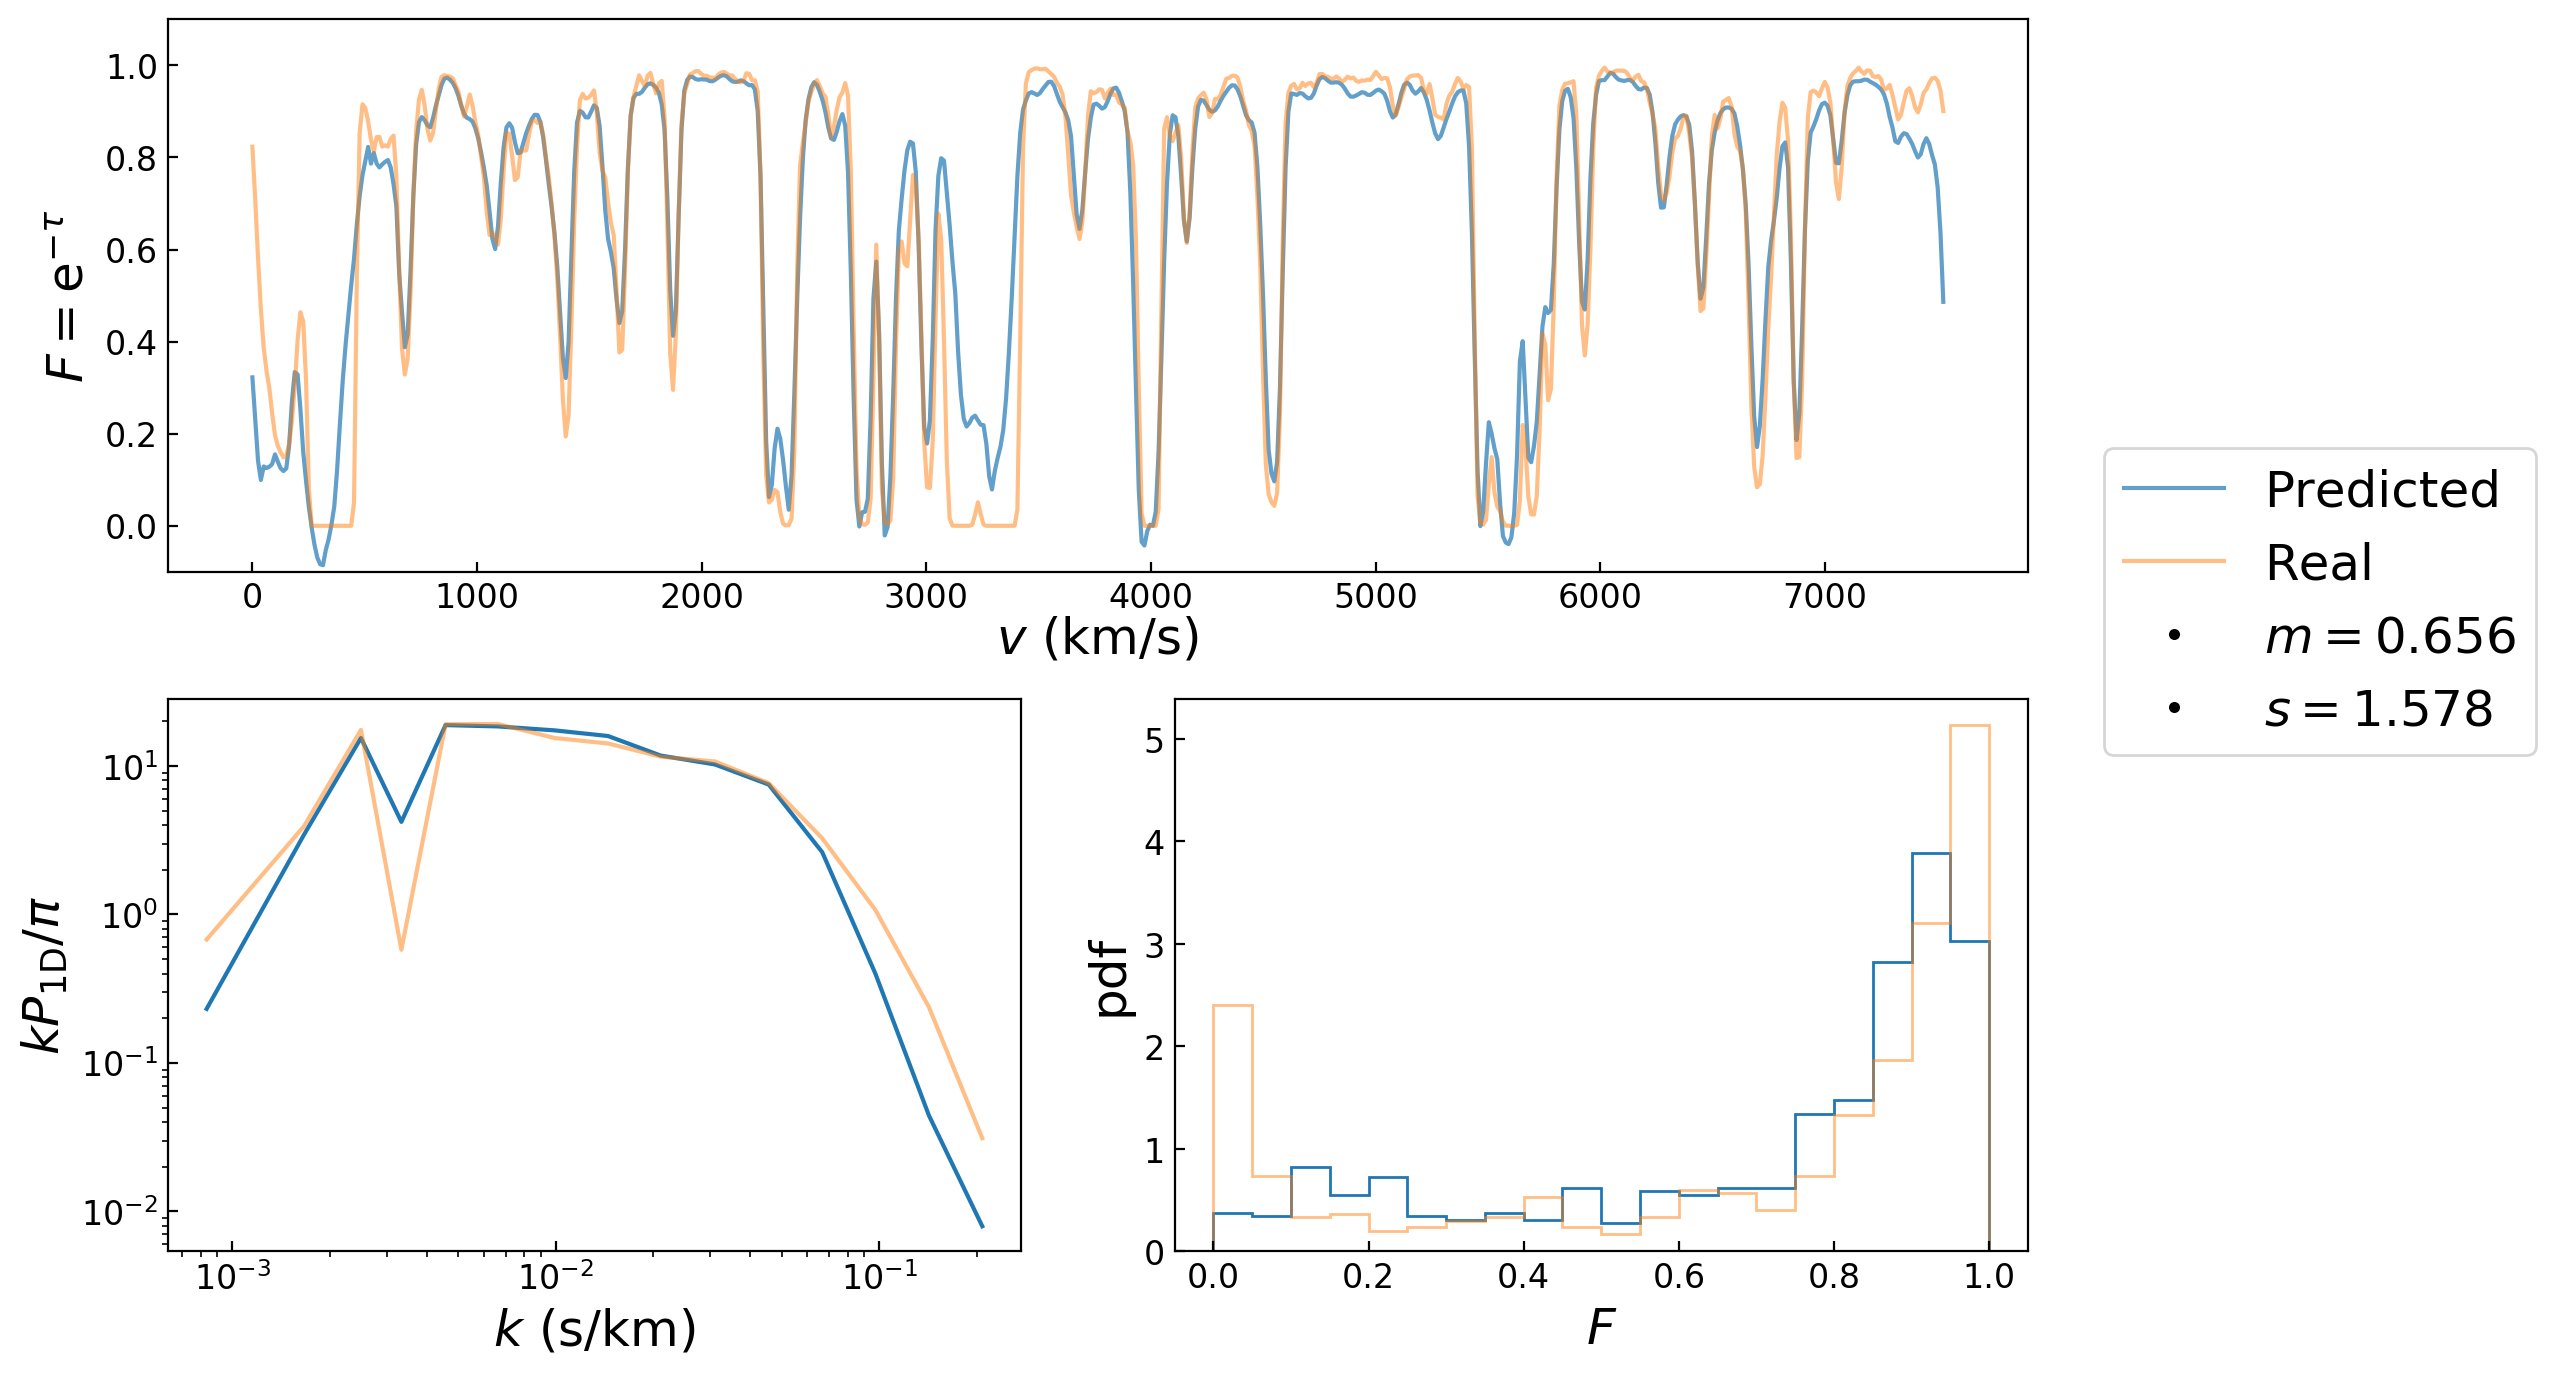 F = e^{−τ}
1.0
0.8
0.6
0.4
0.2
0.0
0 1000 2000 3000 4000 5000 6000 7000
v (km/s)
Predicted
Real
m = 0.656
s = 1.578
kP_{1D}/π
10^1
10^0
10^{−1}
10^{−2}
10^{−3} 10^{−2} 10^{−1}
k (s/km)
pdf
5
4
3
2
1
0
0.0 0.2 0.4 0.6 0.8 1.0
F